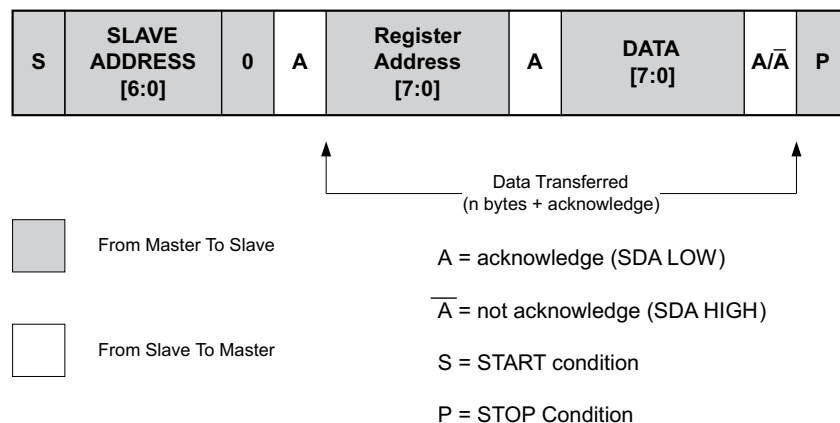 S
SLAVE
ADDRESS
[6:0]
0
A
Register
Address
[7:0]
A
DATA
[7:0]
A/A̅
P
Data Transferred
(n bytes + acknowledge)
From Master To Slave
A = acknowledge (SDA LOW)
A̅ = not acknowledge (SDA HIGH)
From Slave To Master
S = START condition
P = STOP Condition